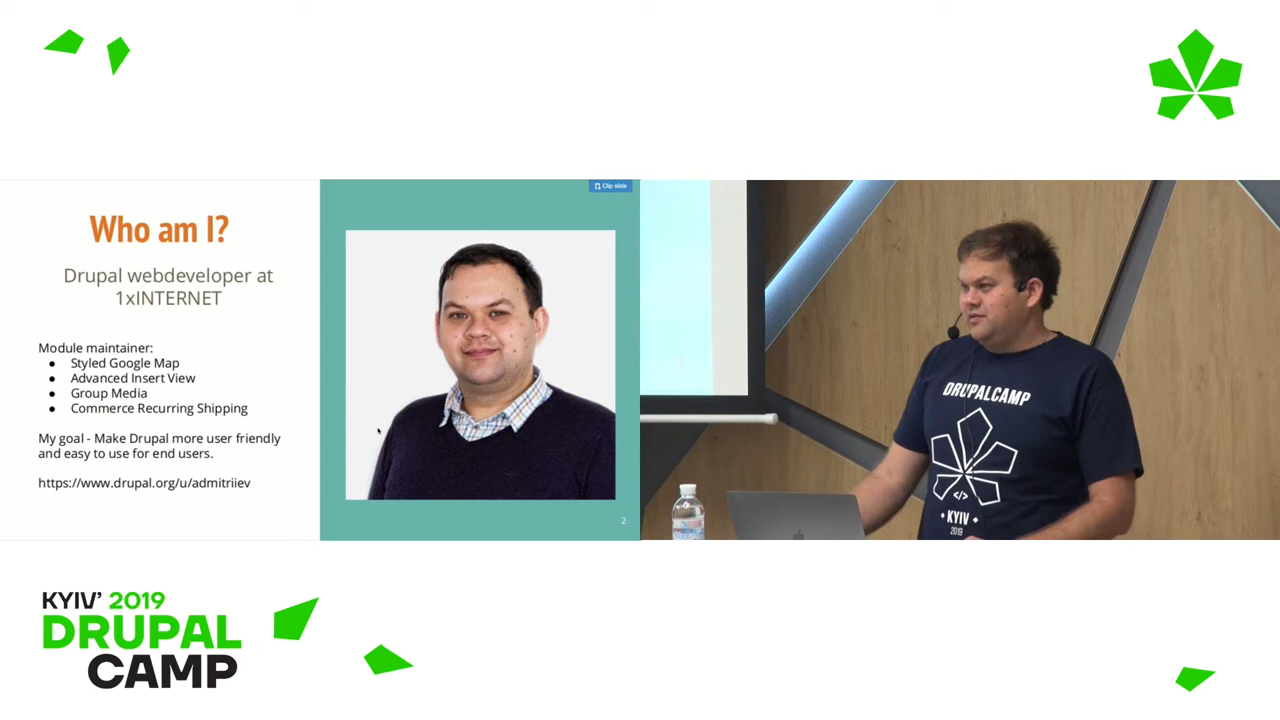 Clip slide
Who am I?
Drupal webdeveloper at
1xINTERNET
Module maintainer:
● Styled Google Map
● Advanced Insert View
● Group Media
● Commerce Recurring Shipping
My goal - Make Drupal more user friendly
and easy to use for end users.
https://www.drupal.org/u/admitriiev
2
DRUPALCAMP
</>
KYIV
2019
KYIV’ 2019
DRUPAL
CAMP